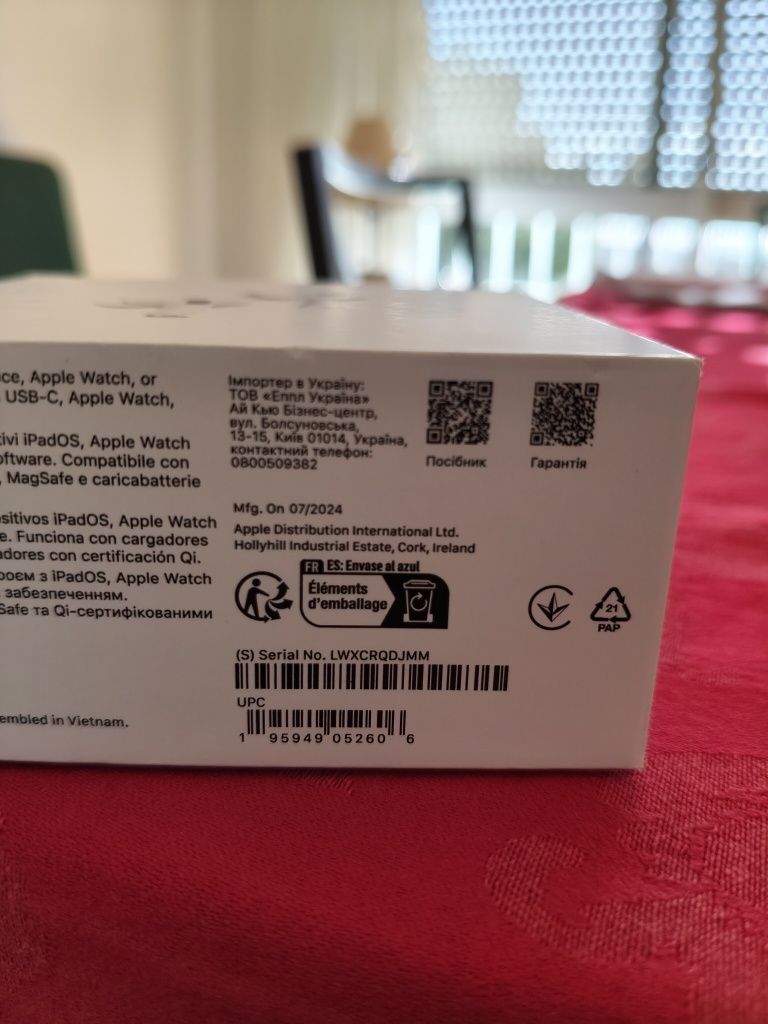 ce, Apple Watch, or
USB-C, Apple Watch,
tivi iPadOS, Apple Watch
oftware. Compatibile con
, MagSafe e caricabatterie
sitivos iPadOS, Apple Watch
e. Funciona con cargadores
adores con certificación Qi.
роєм з iPadOS, Apple Watch
забезпеченням.
Safe та Qi-сертифікованими
embled in Vietnam.
Імпортер в Україну:
ТОВ «Еппл Україна»
Ай Кью Бізнес-центр,
вул. Болсуновська,
13-15, Київ 01014, Україна,
контактний телефон:
0800509382
Посібник
Гарантія
Mfg. On 07/2024
Apple Distribution International Ltd.
Hollyhill Industrial Estate, Cork, Ireland
FR ES: Envase al azul
Éléments
d'emballage
21
PAP
(S) Serial No. LWXCRQDJMM
UPC
1 95949 05260 6